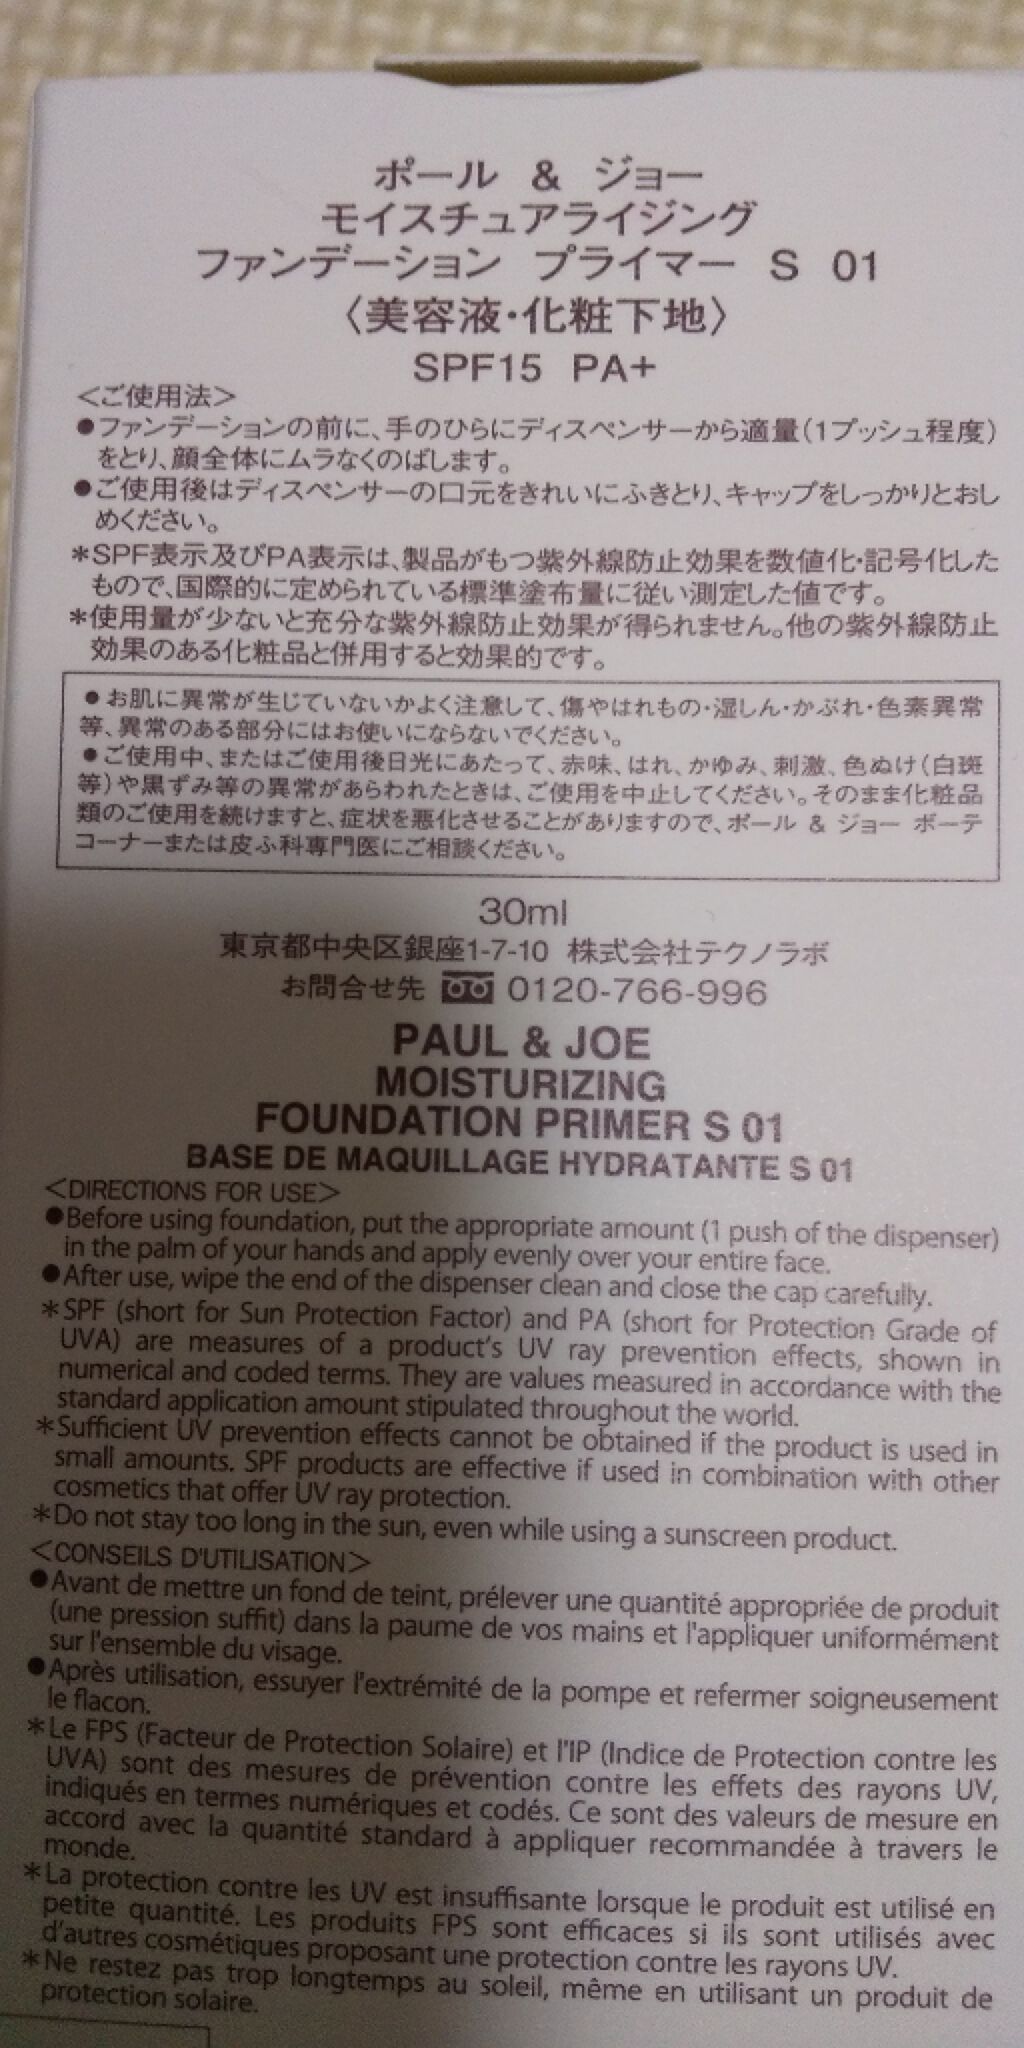 ポール & ジョー
モイスチュアライジング
ファンデーション プライマー S 01
〈美容液・化粧下地〉
SPF15 PA+
<ご使用法>
●ファンデーションの前に、手のひらにディスペンサーから適量(1プッシュ程度)
をとり、顔全体にムラなくのばします。
●ご使用後はディスペンサーの口元をきれいにふきとり、キャップをしっかりとおし
めください。
*SPF表示及びPA表示は、製品がもつ紫外線防止効果を数値化・記号化した
もので、国際的に定められている標準塗布量に従い測定した値です。
*使用量が少ないと充分な紫外線防止効果が得られません。他の紫外線防止
効果のある化粧品と併用すると効果的です。
●お肌に異常が生じていないかよく注意して、傷やはれもの・湿しん・かぶれ・色素異常
等、異常のある部分にはお使いにならないでください。
●ご使用中、またはご使用後日光にあたって、赤味、はれ、かゆみ、刺激、色ぬけ(白斑
等)や黒ずみ等の異常があらわれたときは、ご使用を中止してください。そのまま化粧品
類のご使用を続けますと、症状を悪化させることがありますので、ポール & ジョー ボーテ
コーナーまたは皮ふ科専門医にご相談ください。
30ml
東京都中央区銀座1-7-10 株式会社テクノラボ
お問合せ先 0120-766-996
PAUL & JOE
MOISTURIZING
FOUNDATION PRIMER S 01
BASE DE MAQUILLAGE HYDRATANTE S 01
<DIRECTIONS FOR USE>
●Before using foundation, put the appropriate amount (1 push of the dispenser)
in the palm of your hands and apply evenly over your entire face.
●After use, wipe the end of the dispenser clean and close the cap carefully.
*SPF (short for Sun Protection Factor) and PA (short for Protection Grade of
UVA) are measures of a product's UV ray prevention effects, shown in
numerical and coded terms. They are values measured in accordance with the
standard application amount stipulated throughout the world.
*Sufficient UV prevention effects cannot be obtained if the product is used in
small amounts. SPF products are effective if used in combination with other
cosmetics that offer UV ray protection.
*Do not stay too long in the sun, even while using a sunscreen product.
<CONSEILS D'UTILISATION>
●Avant de mettre un fond de teint, prélever une quantité appropriée de produit
(une pression suffit) dans la paume de vos mains et l'appliquer uniformément
sur l'ensemble du visage.
●Après utilisation, essuyer l'extrémité de la pompe et refermer soigneusement
le flacon.
*Le FPS (Facteur de Protection Solaire) et l'IP (Indice de Protection contre les
UVA) sont des mesures de prévention contre les effets des rayons UV,
indiqués en termes numériques et codés. Ce sont des valeurs de mesure en
accord avec la quantité standard à appliquer recommandée à travers le
monde.
*La protection contre les UV est insuffisante lorsque le produit est utilisé en
petite quantité. Les produits FPS sont efficaces si ils sont utilisés avec
d'autres cosmétiques proposant une protection contre les rayons UV.
*Ne restez pas trop longtemps au soleil, même en utilisant un produit de
protection solaire.